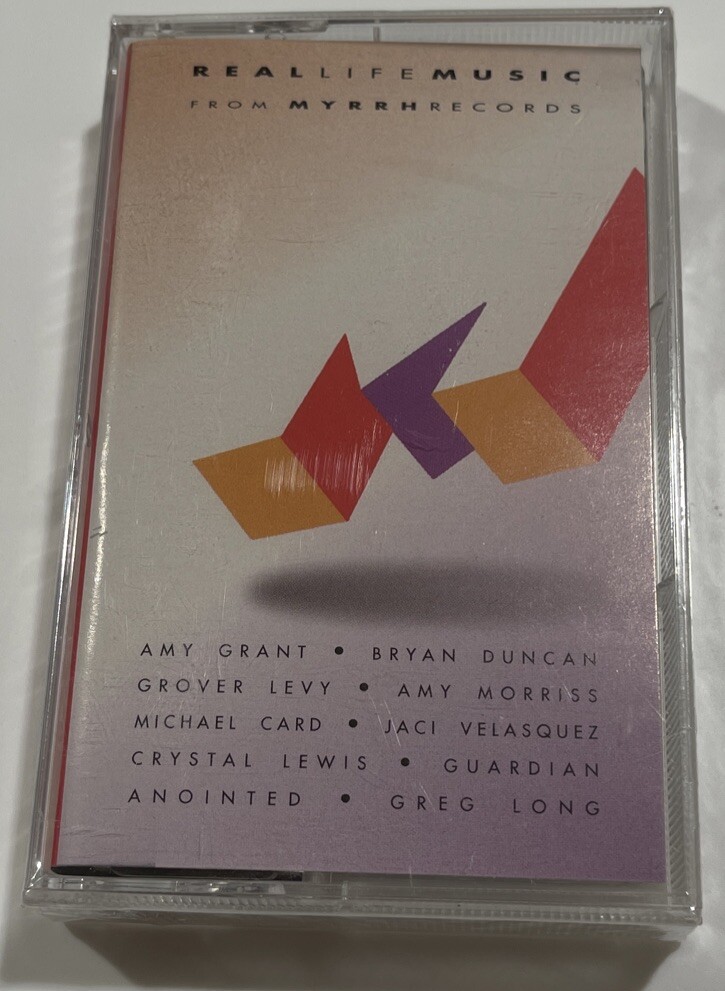 REALLIFEMUSIC
FROM MYRRHRECORDS
AMY GRANT • BRYAN DUNCAN
GROVER LEVY • AMY MORRISS
MICHAEL CARD • JACI VELASQUEZ
CRYSTAL LEWIS • GUARDIAN
ANOINTED • GREG LONG